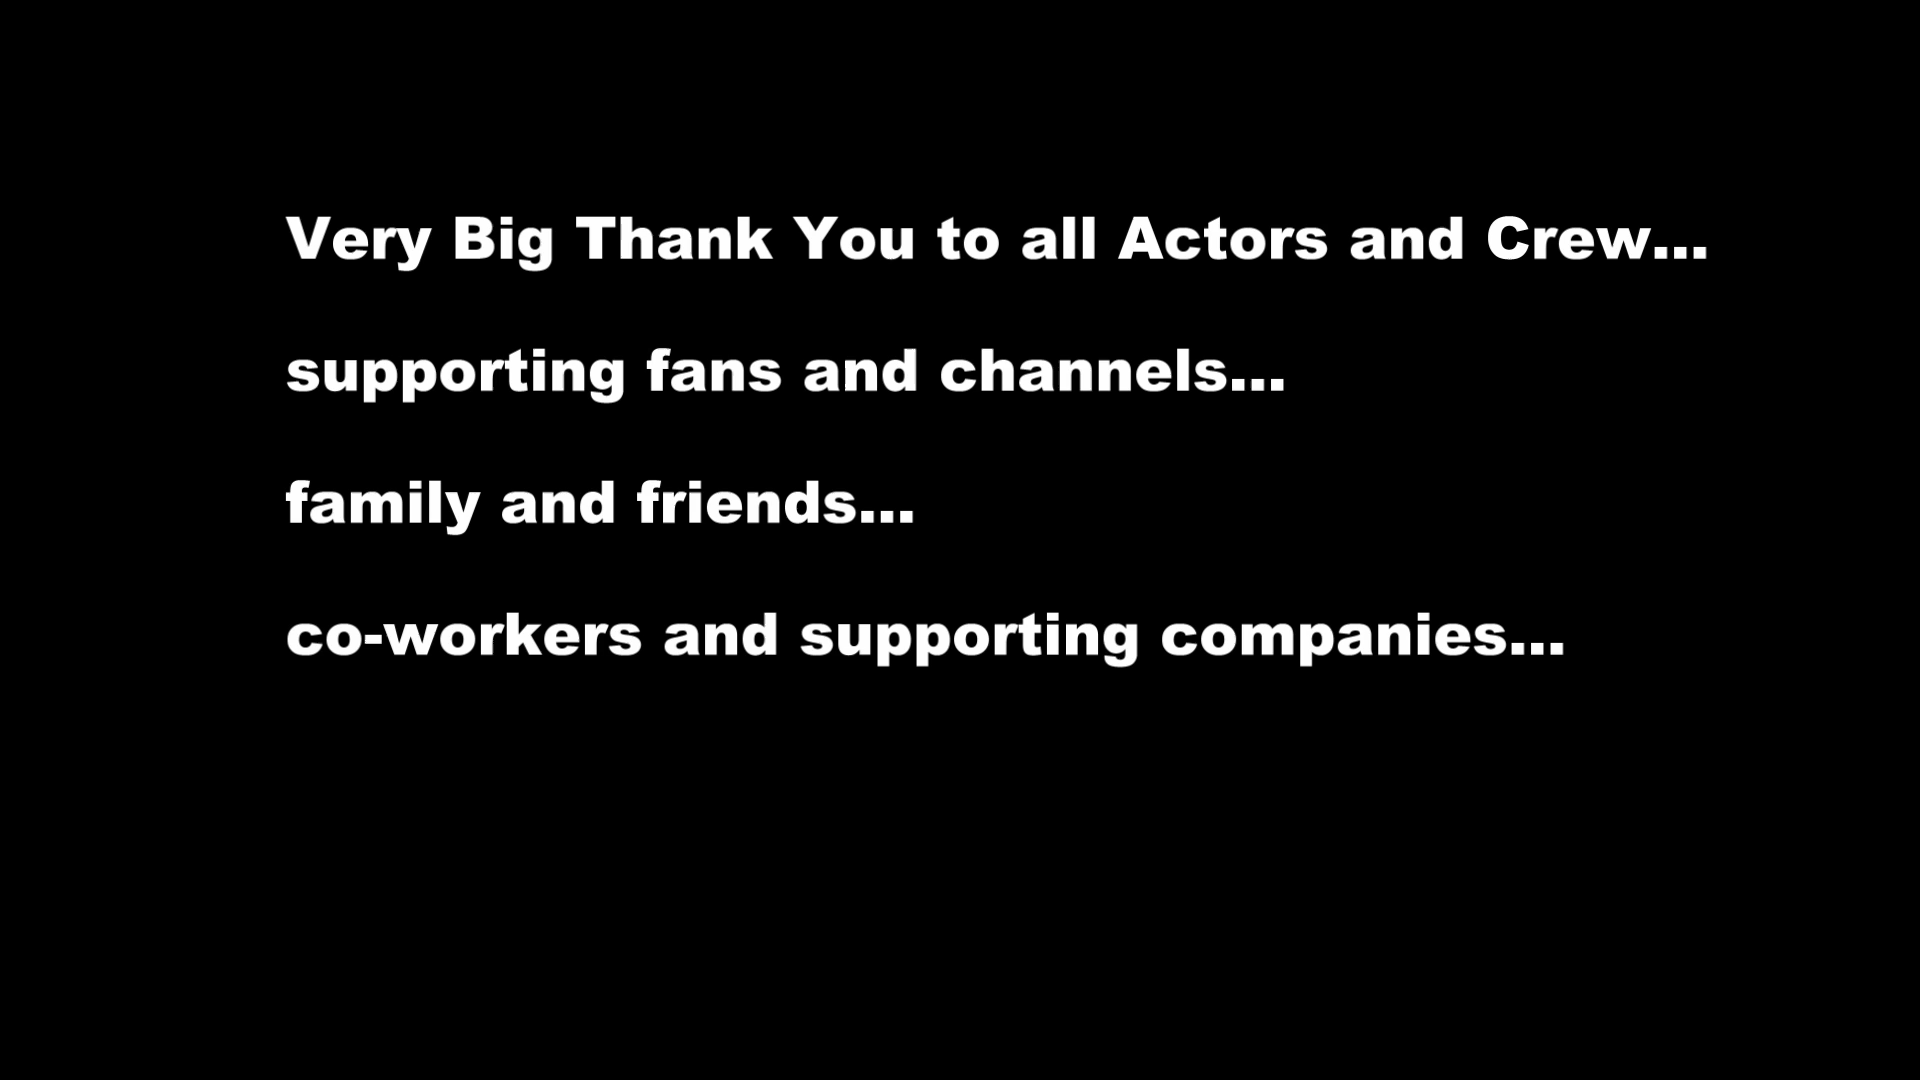 Very Big Thank You to all Actors and Crew...
supporting fans and channels...
family and friends...
co-workers and supporting companies...